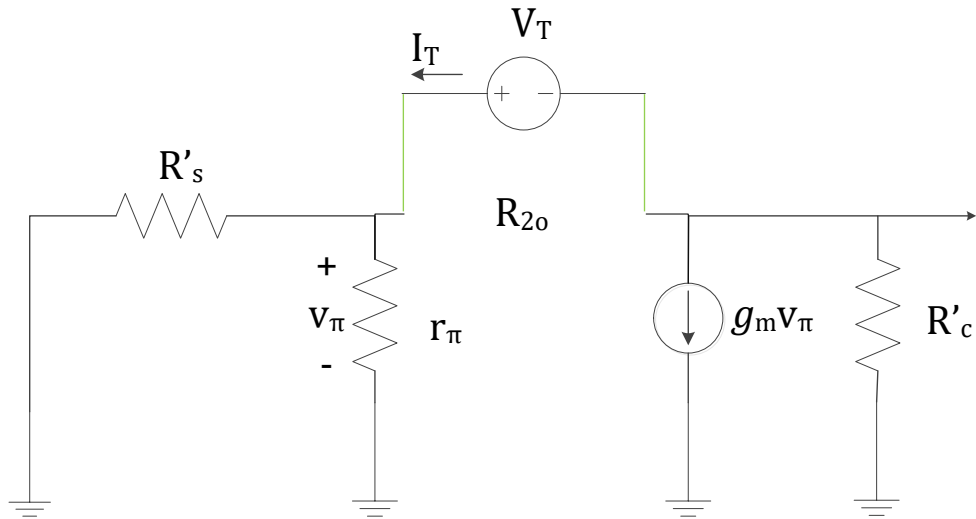 V_T
I_T
+ −
R'_s
R_2o
+
v_π
-
r_π
g_m v_π
R'_c